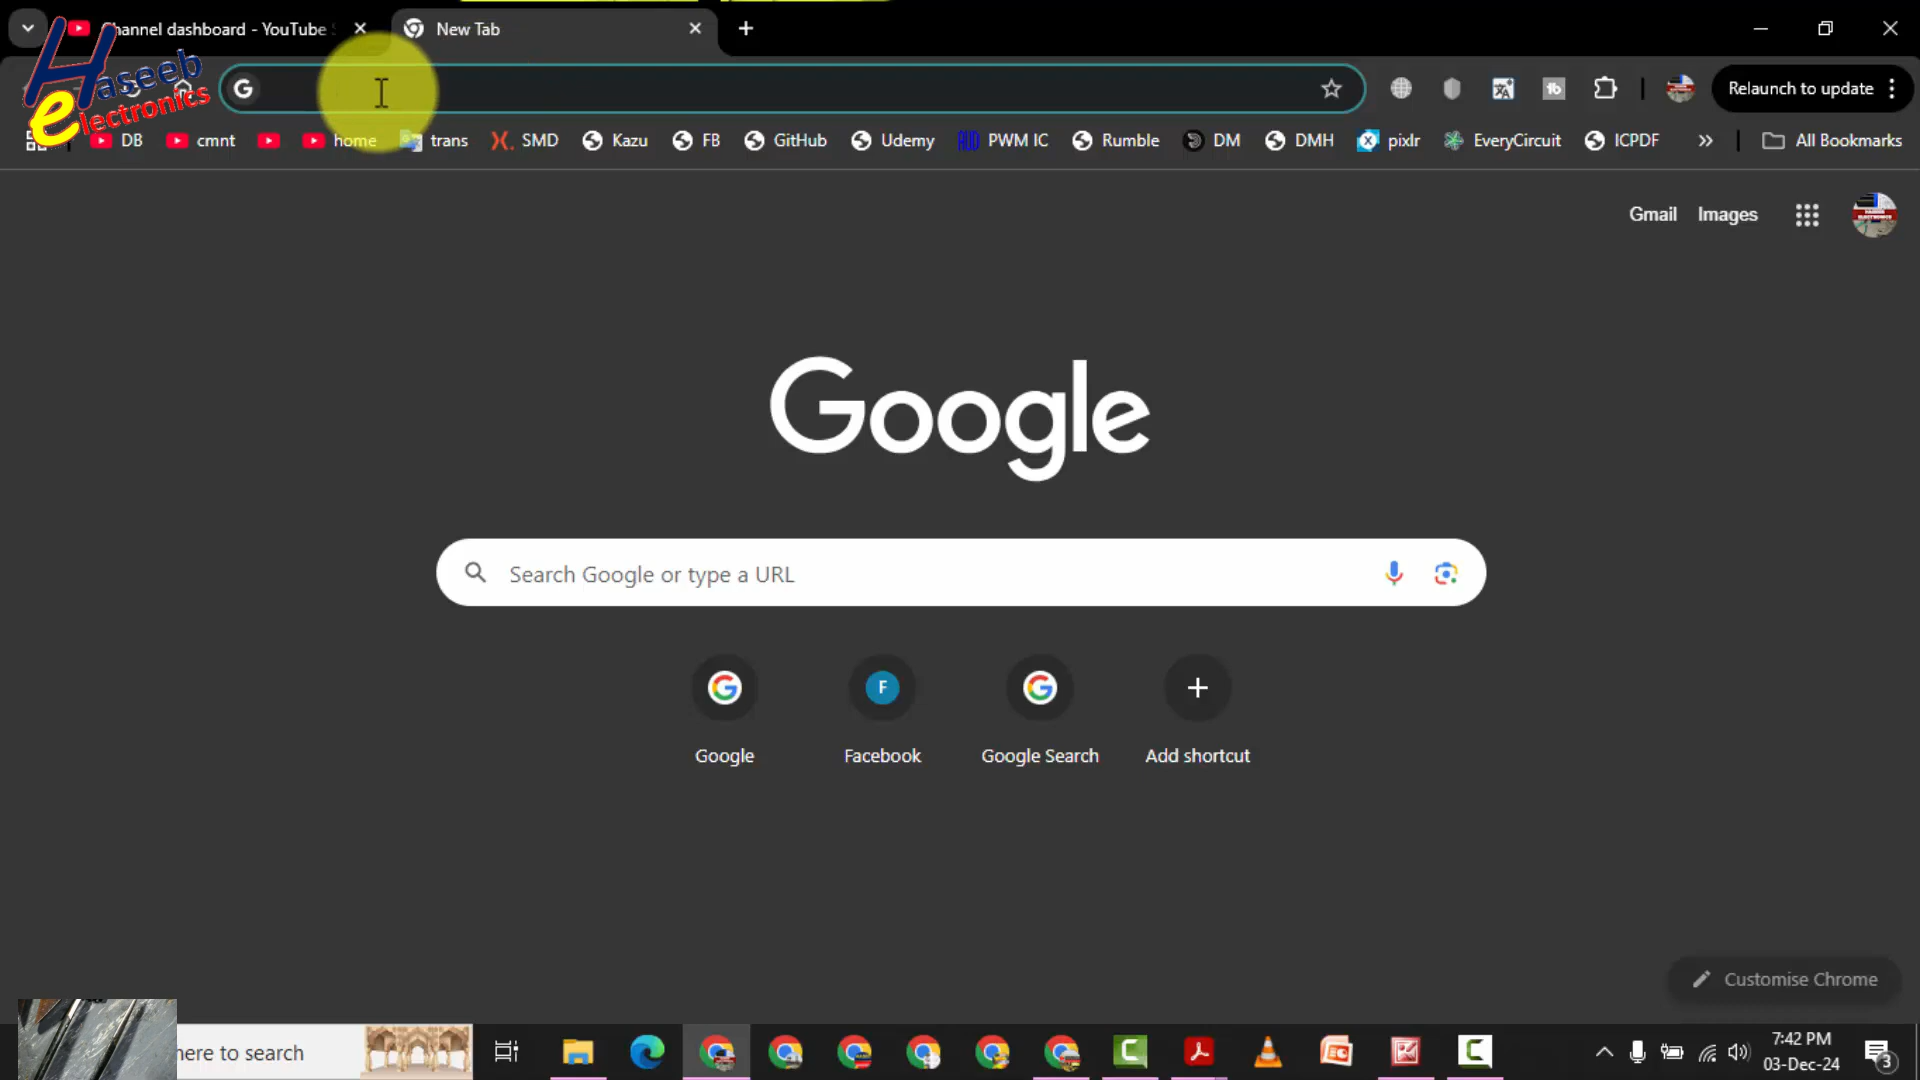 Channel dashboard - YouTube
New Tab
Haseeb
electronics
Relaunch to update
DB
cmnt
home
trans
SMD
Kazu
FB
GitHub
Udemy
PWM IC
Rumble
DM
DMH
pixlr
EveryCircuit
ICPDF
All Bookmarks
Gmail
Images
Google
Search Google or type a URL
Google
Facebook
Google Search
Add shortcut
Customise Chrome
here to search
7:42 PM
03-Dec-24
3